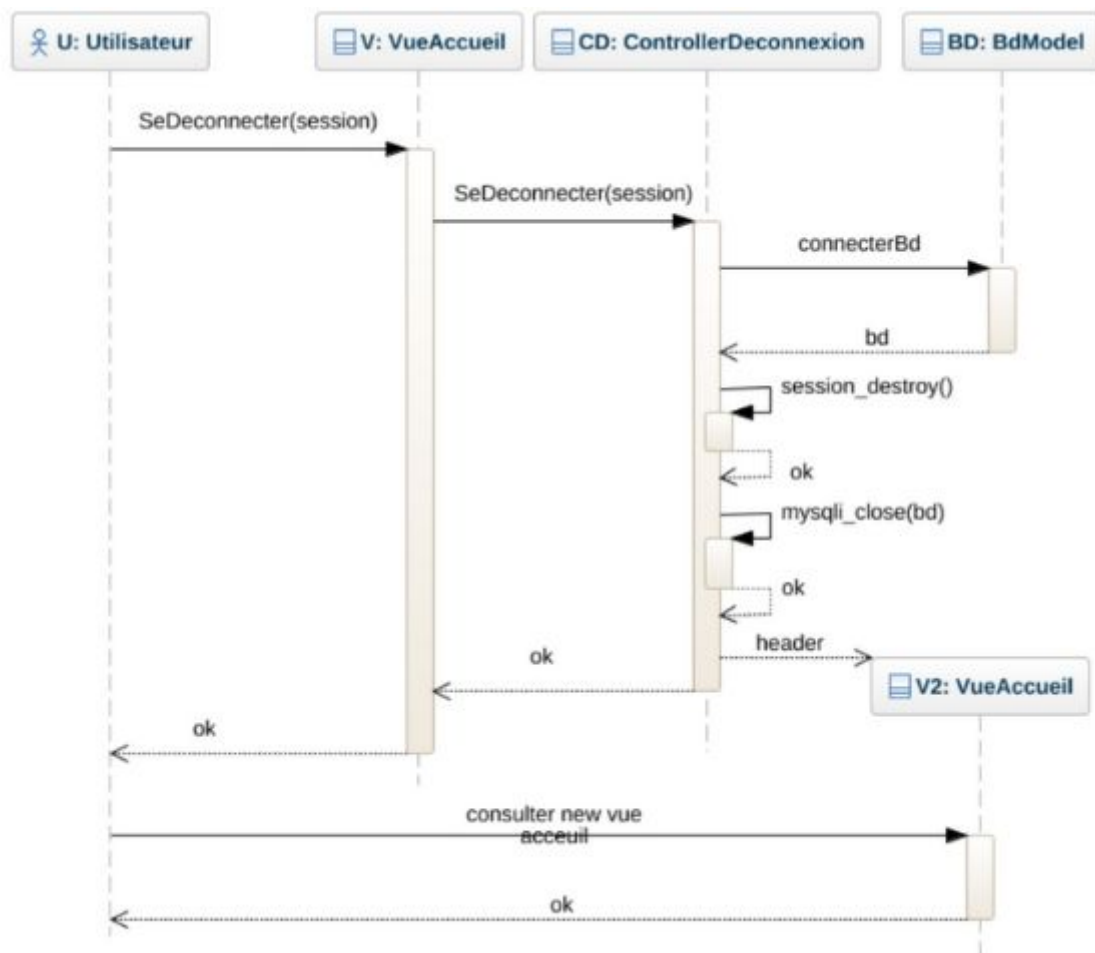 U: Utilisateur
V: VueAccueil
CD: ControllerDeconnexion
BD: BdModel
SeDeconnecter(session)
SeDeconnecter(session)
connecterBd
bd
session_destroy()
ok
mysqli_close(bd)
ok
header
ok
V2: VueAccueil
ok
consulter new vue
acceuil
ok